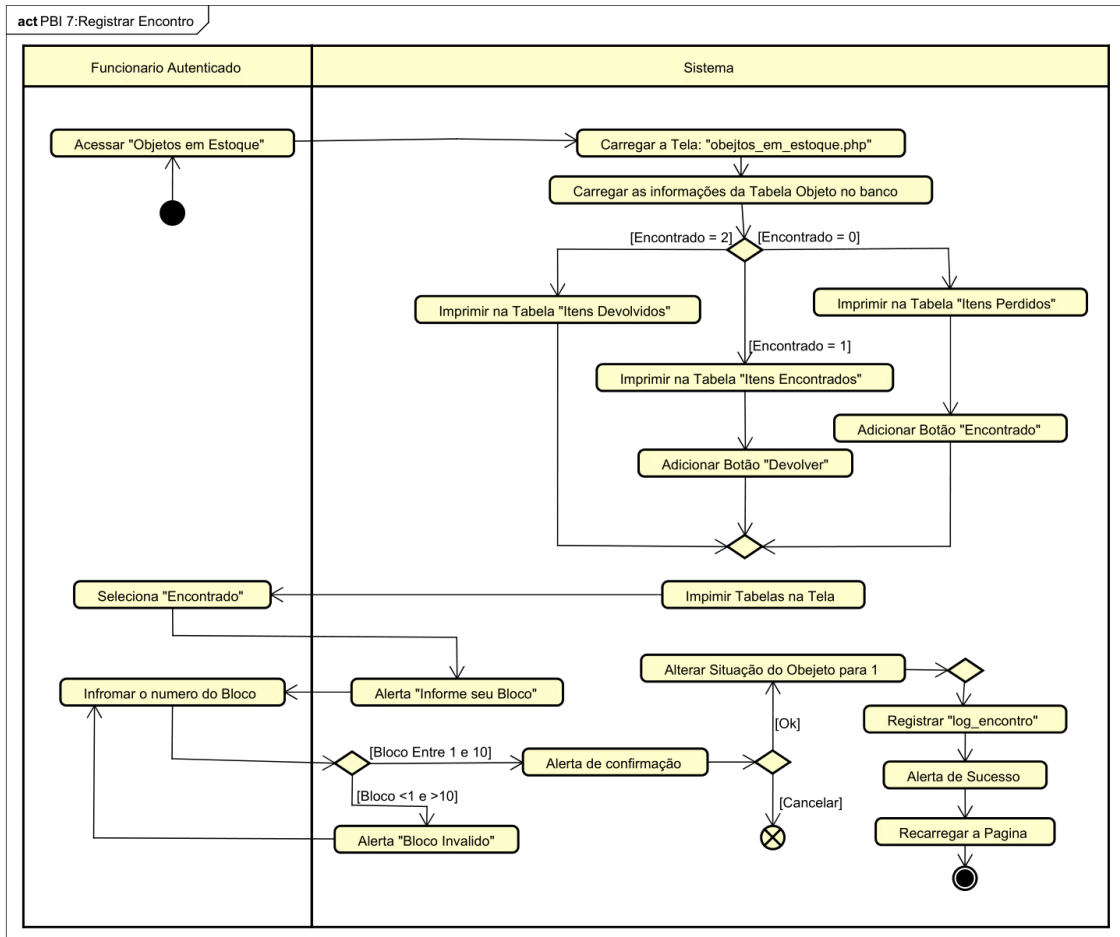 act PBI 7:Registrar Encontro
Funcionario Autenticado
Sistema
Acessar "Objetos em Estoque"
Carregar a Tela: "obejtos_em_estoque.php"
Carregar as informações da Tabela Objeto no banco
[Encontrado = 2]
[Encontrado = 0]
Imprimir na Tabela "Itens Devolvidos"
Imprimir na Tabela "Itens Perdidos"
[Encontrado = 1]
Imprimir na Tabela "Itens Encontrados"
Adicionar Botão "Encontrado"
Adicionar Botão "Devolver"
Seleciona "Encontrado"
Impimir Tabelas na Tela
Alterar Situação do Obejeto para 1
Infromar o numero do Bloco
Alerta "Informe seu Bloco"
Registrar "log_encontro"
[Ok]
[Bloco Entre 1 e 10]
Alerta de confirmação
Alerta de Sucesso
[Bloco <1 e >10]
[Cancelar]
Alerta "Bloco Invalido"
Recarregar a Pagina